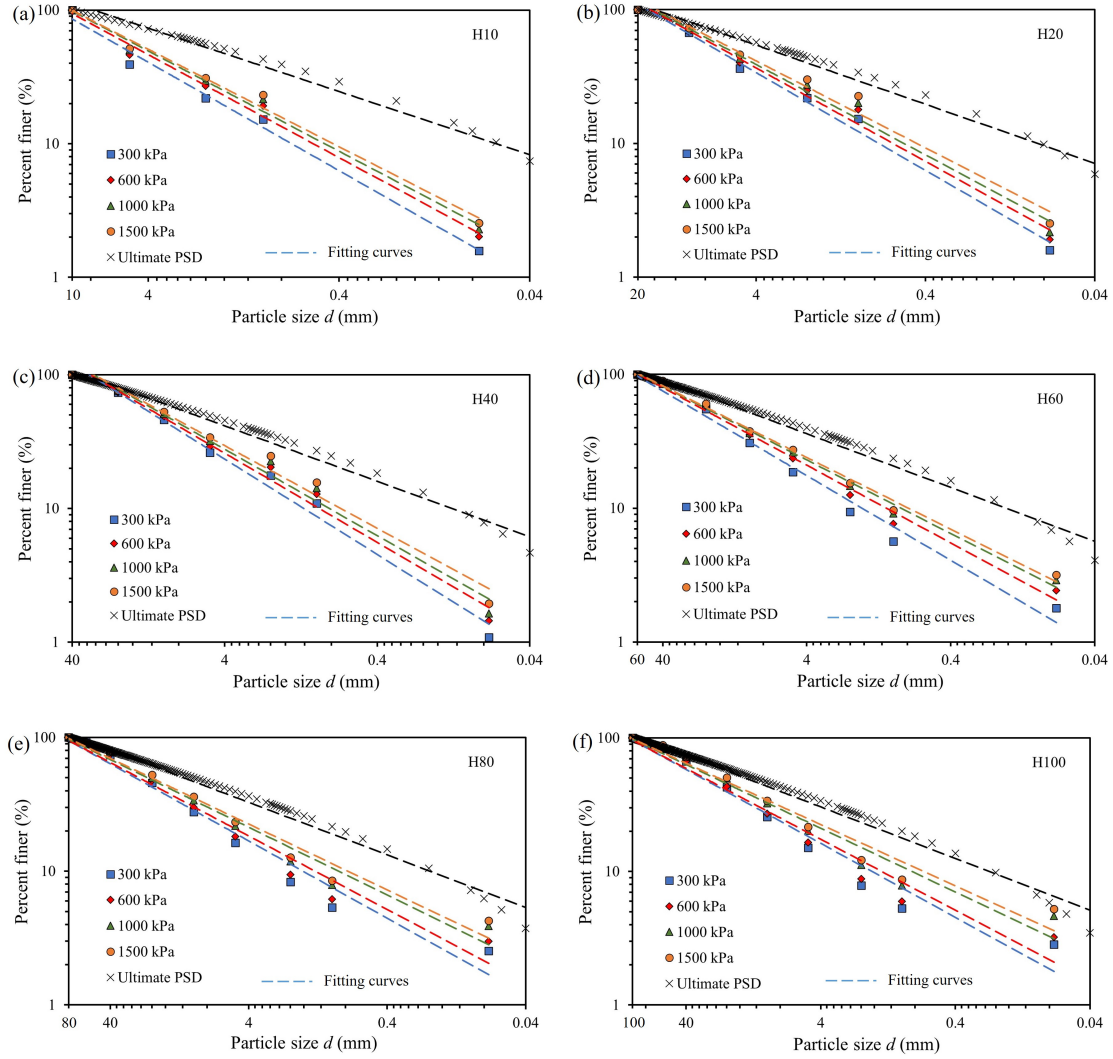 (a)
H10
Percent finer (%)
100
10
1
300 kPa
600 kPa
1000 kPa
1500 kPa
Ultimate PSD
Fitting curves
10
4
0.4
0.04
Particle size d (mm)
(b)
H20
Percent finer (%)
100
10
1
300 kPa
600 kPa
1000 kPa
1500 kPa
Ultimate PSD
Fitting curves
20
4
0.4
0.04
Particle size d (mm)
(c)
H40
Percent finer (%)
100
10
1
300 kPa
600 kPa
1000 kPa
1500 kPa
Ultimate PSD
Fitting curves
40
4
0.4
0.04
Particle size d (mm)
(d)
H60
Percent finer (%)
100
10
1
300 kPa
600 kPa
1000 kPa
1500 kPa
Ultimate PSD
Fitting curves
60
40
4
0.4
0.04
Particle size d (mm)
(e)
H80
Percent finer (%)
100
10
1
300 kPa
600 kPa
1000 kPa
1500 kPa
Ultimate PSD
Fitting curves
80
40
4
0.4
0.04
Particle size d (mm)
(f)
H100
Percent finer (%)
100
10
1
300 kPa
600 kPa
1000 kPa
1500 kPa
Ultimate PSD
Fitting curves
100
40
4
0.4
0.04
Particle size d (mm)